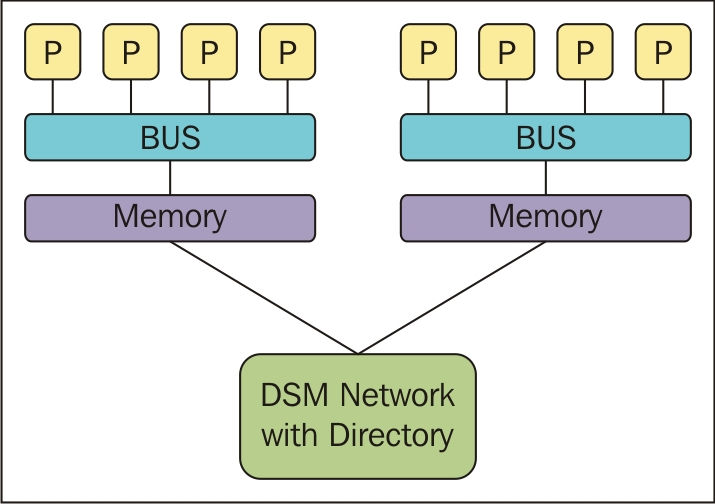 P P P P P P P P
BUS BUS
Memory Memory
DSM Network
with Directory